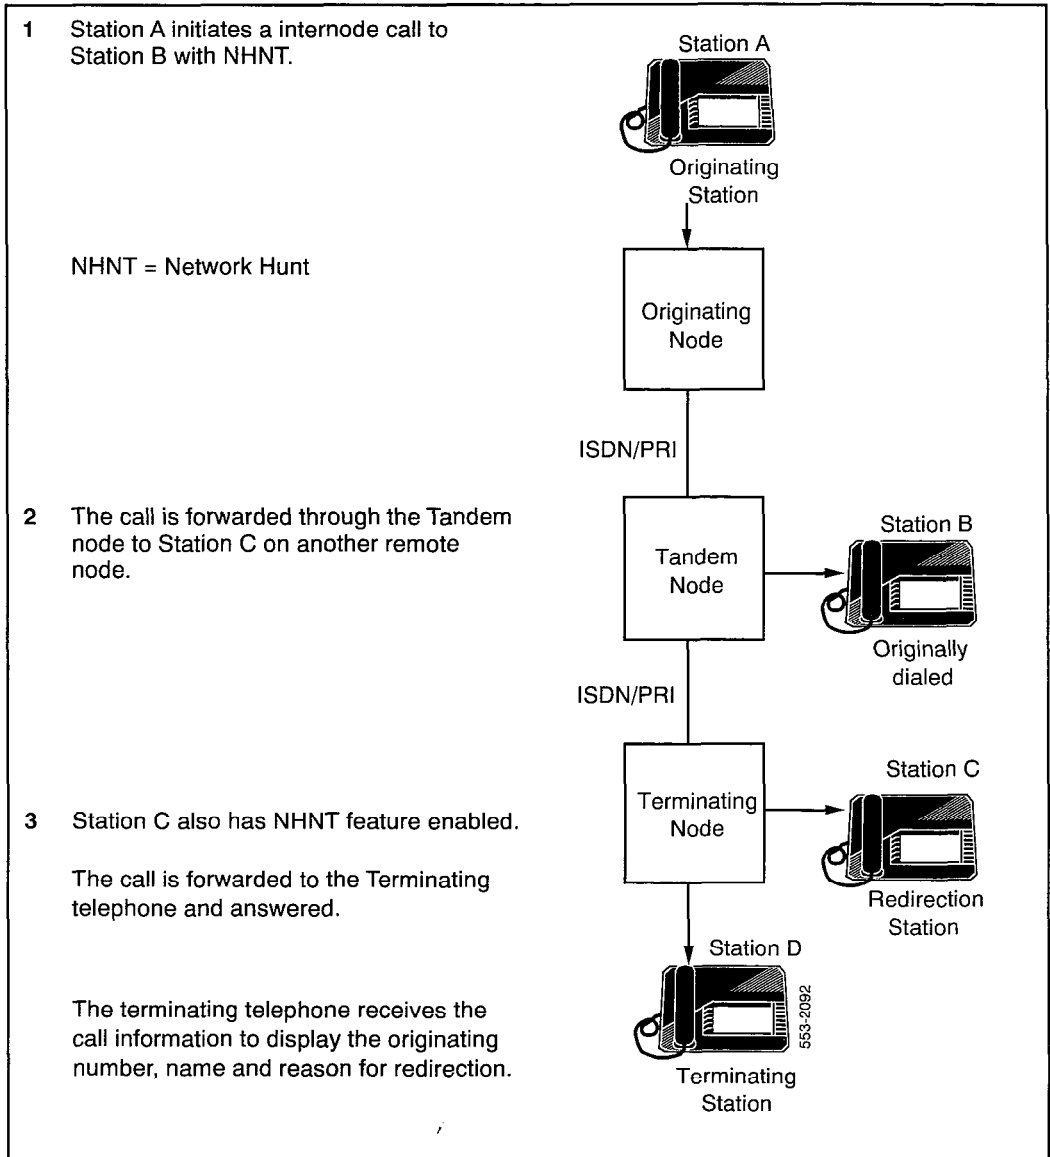 1 Station A initiates a internode call to
Station B with NHNT.
Station A
Originating
Station
NHNT = Network Hunt
Originating
Node
ISDN/PRI
2 The call is forwarded through the Tandem
node to Station C on another remote
node.
Tandem
Node
Station B
Originally
dialed
ISDN/PRI
Terminating
Node
Station C
Redirection
Station
3 Station C also has NHNT feature enabled.
The call is forwarded to the Terminating
telephone and answered.
Station D
The terminating telephone receives the
call information to display the originating
number, name and reason for redirection.
553-2092
Terminating
Station